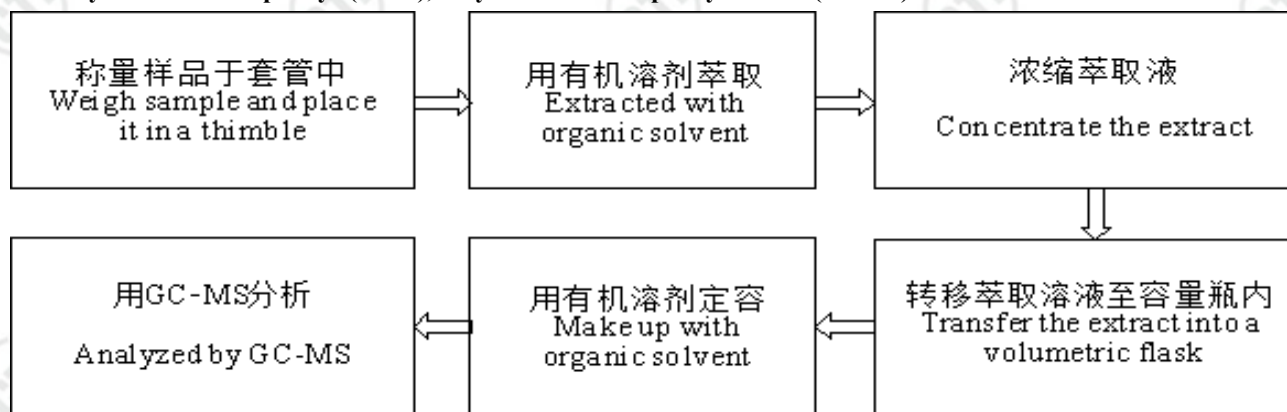 称量样品于套管中
Weigh sample and place
it in a thimble
用有机溶剂萃取
Extracted with
organic solvent
浓缩萃取液
Concentrate the extract
转移萃取溶液至容量瓶内
Transfer the extract into a
volumetric flask
用有机溶剂定容
Make up with
organic solvent
用GC-MS分析
Analyzed by GC-MS